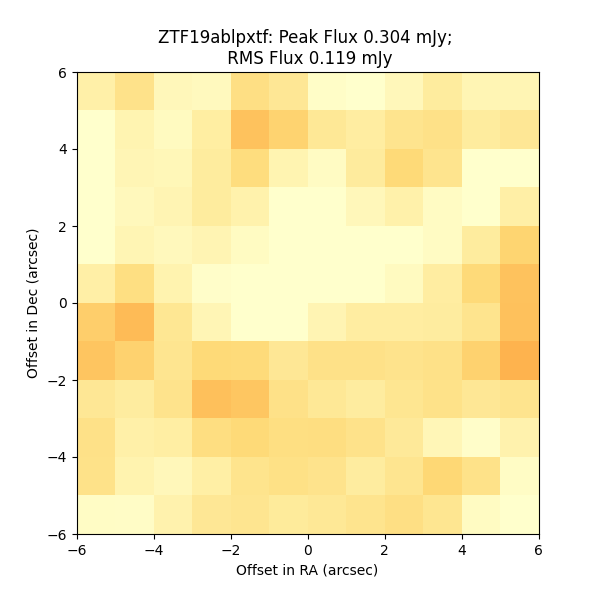 ZTF19ablpxtf: Peak Flux 0.304 mJy;
RMS Flux 0.119 mJy
6
4
2
0
−2
−4
−6
Offset in Dec (arcsec)
−6 −4 −2 0 2 4 6
Offset in RA (arcsec)